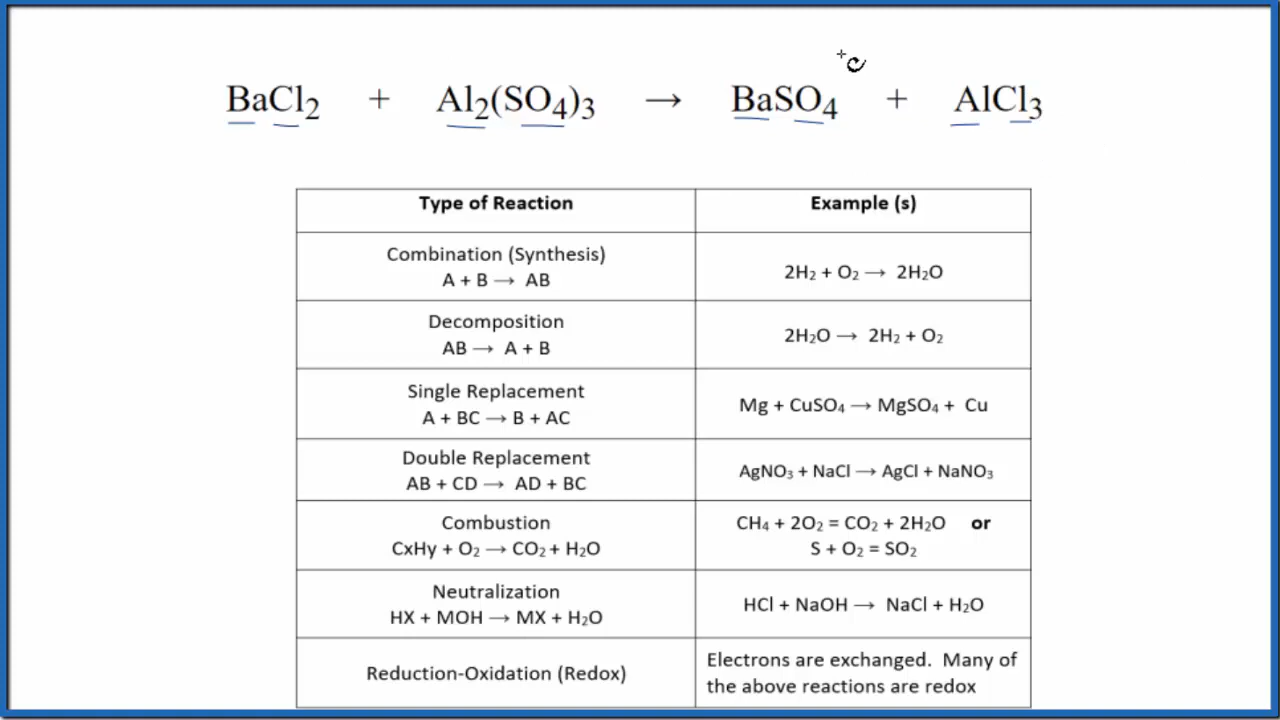 BaCl₂ + Al₂(SO₄)₃ → BaSO₄ + AlCl₃
Type of Reaction Example (s)
Combination (Synthesis)
A + B → AB
2H₂ + O₂ → 2H₂O
Decomposition
AB → A + B
2H₂O → 2H₂ + O₂
Single Replacement
A + BC → B + AC
Mg + CuSO₄ → MgSO₄ + Cu
Double Replacement
AB + CD → AD + BC
AgNO₃ + NaCl → AgCl + NaNO₃
Combustion
CxHy + O₂ → CO₂ + H₂O
CH₄ + 2O₂ = CO₂ + 2H₂O or
S + O₂ = SO₂
Neutralization
HX + MOH → MX + H₂O
HCl + NaOH → NaCl + H₂O
Reduction-Oxidation (Redox)
Electrons are exchanged. Many of
the above reactions are redox